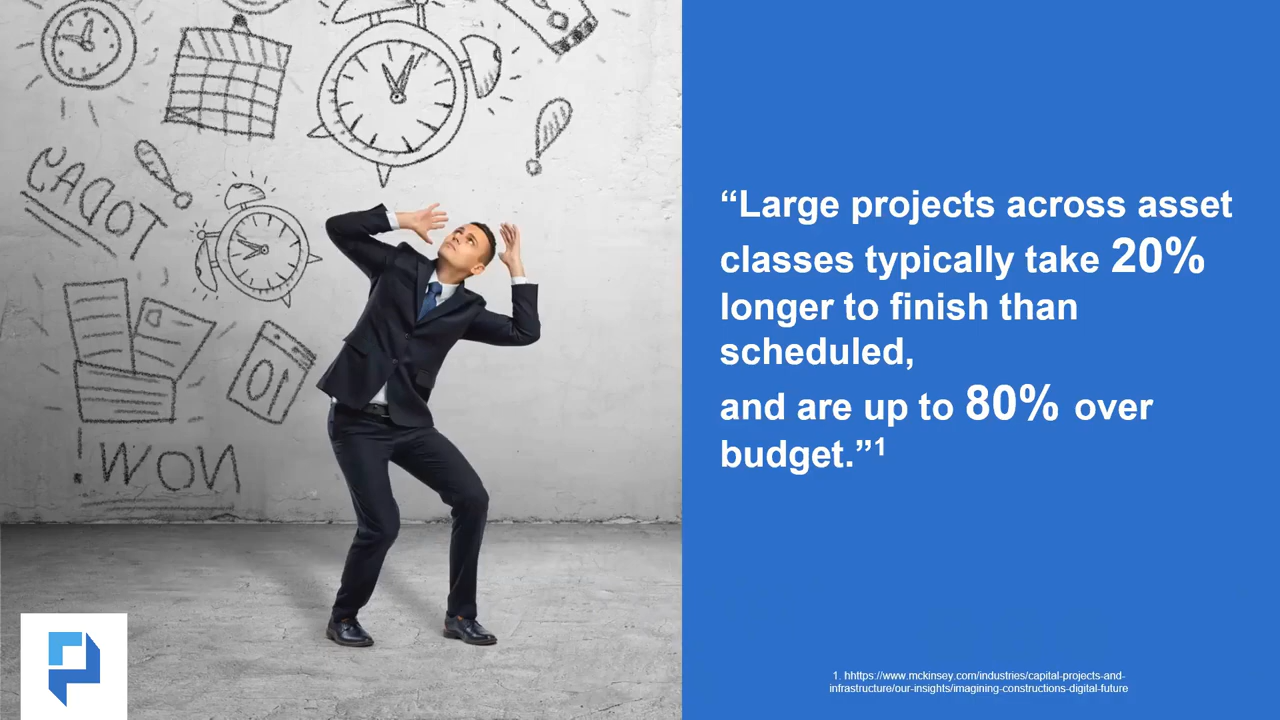 TODAY
10
NOW!
“Large projects across asset
classes typically take 20%
longer to finish than
scheduled,
and are up to 80% over
budget.”1
1. hhttps://www.mckinsey.com/industries/capital-projects-and-
infrastructure/our-insights/imagining-constructions-digital-future